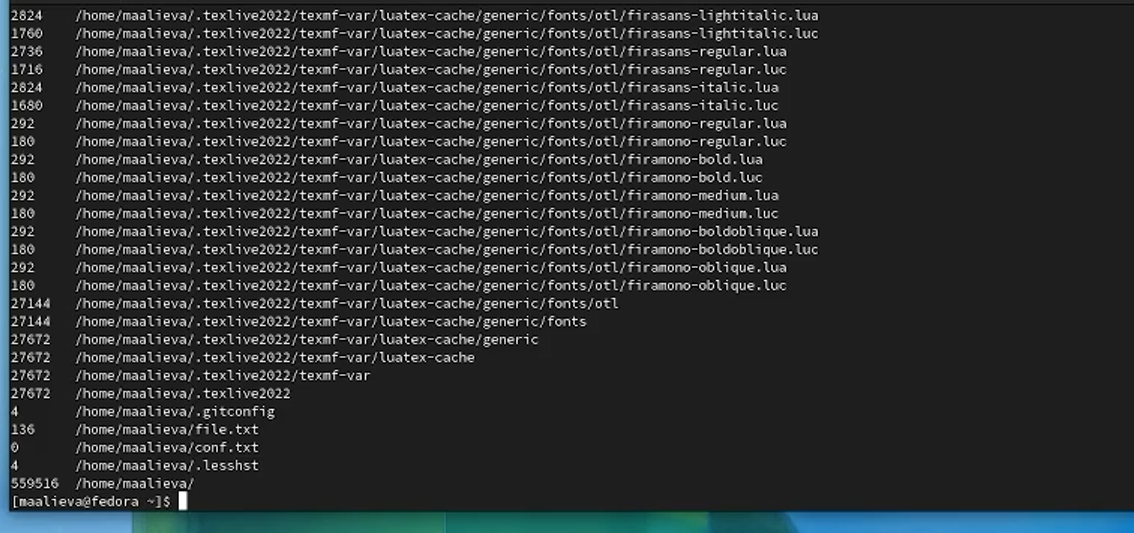 2824 /home/maalieva/.texlive2022/texmf-var/luatex-cache/generic/fonts/otl/firasans-lightitalic.lua
1760 /home/maalieva/.texlive2022/texmf-var/luatex-cache/generic/fonts/otl/firasans-lightitalic.luc
2736 /home/maalieva/.texlive2022/texmf-var/luatex-cache/generic/fonts/otl/firasans-regular.lua
1716 /home/maalieva/.texlive2022/texmf-var/luatex-cache/generic/fonts/otl/firasans-regular.luc
2824 /home/maalieva/.texlive2022/texmf-var/luatex-cache/generic/fonts/otl/firasans-italic.lua
1680 /home/maalieva/.texlive2022/texmf-var/luatex-cache/generic/fonts/otl/firasans-italic.luc
292 /home/maalieva/.texlive2022/texmf-var/luatex-cache/generic/fonts/otl/firamono-regular.lua
180 /home/maalieva/.texlive2022/texmf-var/luatex-cache/generic/fonts/otl/firamono-regular.luc
292 /home/maalieva/.texlive2022/texmf-var/luatex-cache/generic/fonts/otl/firamono-bold.lua
180 /home/maalieva/.texlive2022/texmf-var/luatex-cache/generic/fonts/otl/firamono-bold.luc
292 /home/maalieva/.texlive2022/texmf-var/luatex-cache/generic/fonts/otl/firamono-medium.lua
180 /home/maalieva/.texlive2022/texmf-var/luatex-cache/generic/fonts/otl/firamono-medium.luc
292 /home/maalieva/.texlive2022/texmf-var/luatex-cache/generic/fonts/otl/firamono-boldoblique.lua
180 /home/maalieva/.texlive2022/texmf-var/luatex-cache/generic/fonts/otl/firamono-boldoblique.luc
292 /home/maalieva/.texlive2022/texmf-var/luatex-cache/generic/fonts/otl/firamono-oblique.lua
180 /home/maalieva/.texlive2022/texmf-var/luatex-cache/generic/fonts/otl/firamono-oblique.luc
27144 /home/maalieva/.texlive2022/texmf-var/luatex-cache/generic/fonts/otl
27144 /home/maalieva/.texlive2022/texmf-var/luatex-cache/generic/fonts
27672 /home/maalieva/.texlive2022/texmf-var/luatex-cache/generic
27672 /home/maalieva/.texlive2022/texmf-var/luatex-cache
27672 /home/maalieva/.texlive2022/texmf-var
27672 /home/maalieva/.texlive2022
4 /home/maalieva/.gitconfig
136 /home/maalieva/file.txt
0 /home/maalieva/conf.txt
4 /home/maalieva/.lesshst
559516 /home/maalieva/
[maalieva@fedora ~]$